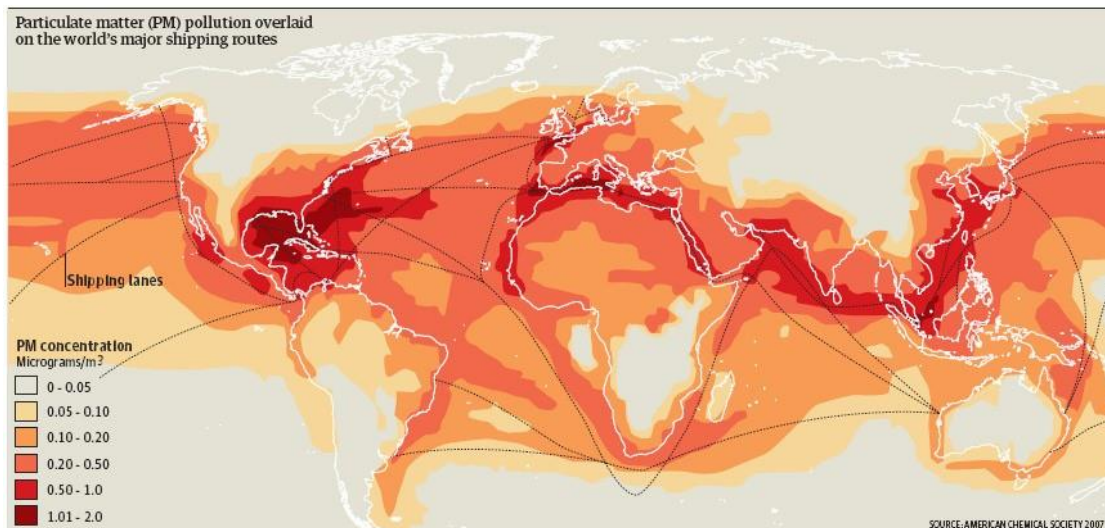 Particulate matter (PM) pollution overlaid
on the world's major shipping routes
Shipping lanes
PM concentration
Micrograms/m³
0 - 0.05
0.05 - 0.10
0.10 - 0.20
0.20 - 0.50
0.50 - 1.0
1.01 - 2.0
SOURCE: AMERICAN CHEMICAL SOCIETY 2007